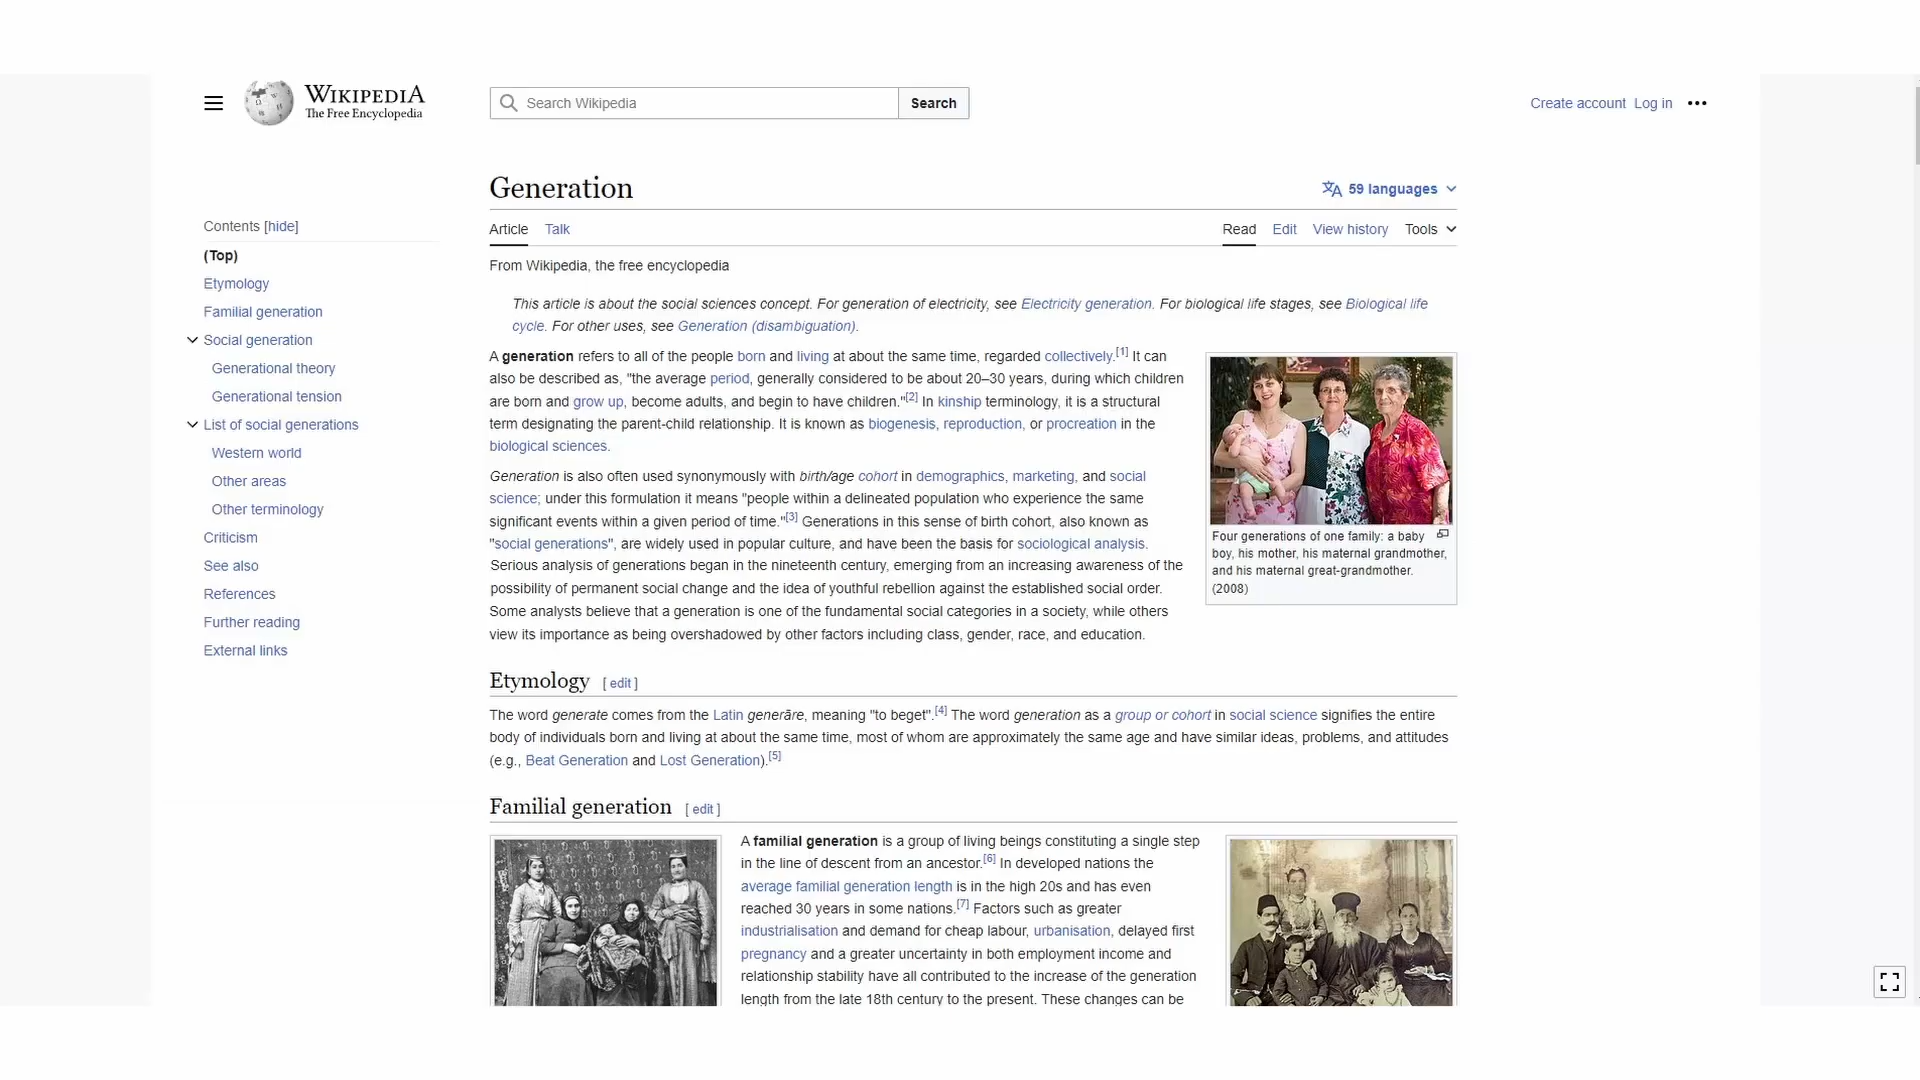 WIKIPEDIA
The Free Encyclopedia
Search Wikipedia
Search
Create account Log in
Generation
59 languages
Article Talk
Read Edit View history Tools
From Wikipedia, the free encyclopedia
Contents [hide]
(Top)
Etymology
Familial generation
Social generation
Generational theory
Generational tension
List of social generations
Western world
Other areas
Other terminology
Criticism
See also
References
Further reading
External links
This article is about the social sciences concept. For generation of electricity, see Electricity generation. For biological life stages, see Biological life
cycle. For other uses, see Generation (disambiguation).
A generation refers to all of the people born and living at about the same time, regarded collectively.[1] It can
also be described as, "the average period, generally considered to be about 20–30 years, during which children
are born and grow up, become adults, and begin to have children."[2] In kinship terminology, it is a structural
term designating the parent-child relationship. It is known as biogenesis, reproduction, or procreation in the
biological sciences.
Generation is also often used synonymously with birth/age cohort in demographics, marketing, and social
science; under this formulation it means "people within a delineated population who experience the same
significant events within a given period of time."[3] Generations in this sense of birth cohort, also known as
"social generations", are widely used in popular culture, and have been the basis for sociological analysis.
Serious analysis of generations began in the nineteenth century, emerging from an increasing awareness of the
possibility of permanent social change and the idea of youthful rebellion against the established social order.
Some analysts believe that a generation is one of the fundamental social categories in a society, while others
view its importance as being overshadowed by other factors including class, gender, race, and education.
Four generations of one family: a baby
boy, his mother, his maternal grandmother,
and his maternal great-grandmother.
(2008)
Etymology [ edit ]
The word generate comes from the Latin generāre, meaning "to beget".[4] The word generation as a group or cohort in social science signifies the entire
body of individuals born and living at about the same time, most of whom are approximately the same age and have similar ideas, problems, and attitudes
(e.g., Beat Generation and Lost Generation).[5]
Familial generation [ edit ]
A familial generation is a group of living beings constituting a single step
in the line of descent from an ancestor.[6] In developed nations the
average familial generation length is in the high 20s and has even
reached 30 years in some nations.[7] Factors such as greater
industrialisation and demand for cheap labour, urbanisation, delayed first
pregnancy and a greater uncertainty in both employment income and
relationship stability have all contributed to the increase of the generation
length from the late 18th century to the present. These changes can be